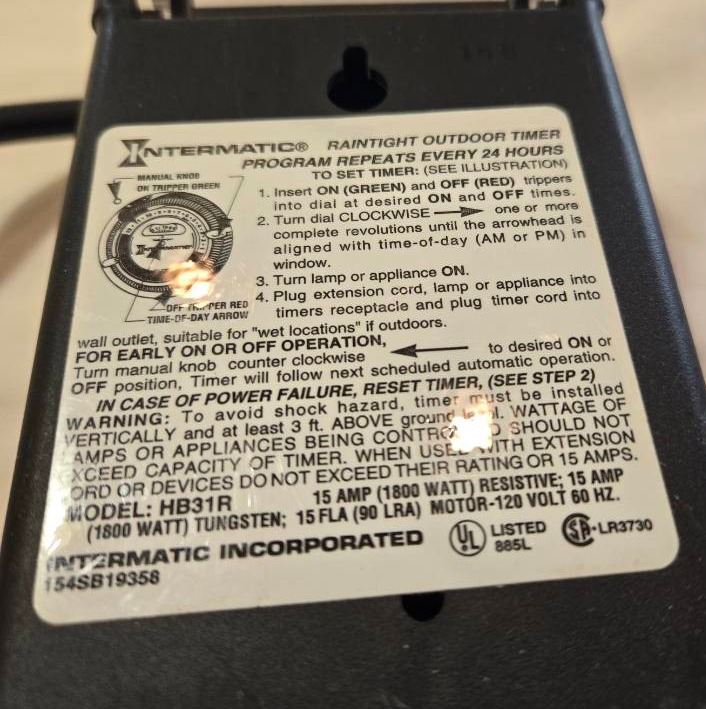 168
INTERMATIC® RAINTIGHT OUTDOOR TIMER
PROGRAM REPEATS EVERY 24 HOURS
TO SET TIMER: (SEE ILLUSTRATION)
MANUAL KNOB
ON TRIPPER GREEN
OFF TRIPPER RED
TIME-OF-DAY ARROW
1. Insert ON (GREEN) and OFF (RED) trippers
into dial at desired ON and OFF times.
2. Turn dial CLOCKWISE → one or more
complete revolutions until the arrowhead is
aligned with time-of-day (AM or PM) in
window.
3. Turn lamp or appliance ON.
4. Plug extension cord, lamp or appliance into
timers receptacle and plug timer cord into
wall outlet, suitable for "wet locations" if outdoors.
FOR EARLY ON OR OFF OPERATION,
Turn manual knob counter clockwise ← to desired ON or
OFF position, Timer will follow next scheduled automatic operation.
IN CASE OF POWER FAILURE, RESET TIMER, (SEE STEP 2)
WARNING: To avoid shock hazard, timer must be installed
VERTICALLY and at least 3 ft. ABOVE ground level. WATTAGE OF
LAMPS OR APPLIANCES BEING CONTROLLED SHOULD NOT
EXCEED CAPACITY OF TIMER. WHEN USED WITH EXTENSION
CORD OR DEVICES DO NOT EXCEED THEIR RATING OR 15 AMPS.
MODEL: HB31R 15 AMP (1800 WATT) RESISTIVE; 15 AMP
(1800 WATT) TUNGSTEN; 15 FLA (90 LRA) MOTOR-120 VOLT 60 HZ.
INTERMATIC INCORPORATED
UL LISTED
885L
SA-LR3730
154SB19358